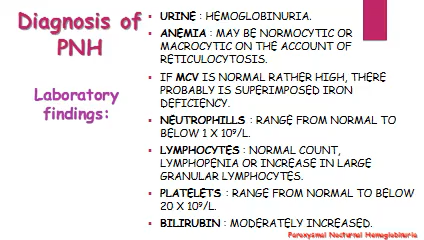 Diagnosis of
PNH
Laboratory
findings:
▪ URINE : HEMOGLOBINURIA.
▪ ANEMIA : MAY BE NORMOCYTIC OR
MACROCYTIC ON THE ACCOUNT OF
RETICULOCYTOSIS.
▪ IF MCV IS NORMAL RATHER HIGH, THERE
PROBABLY IS SUPERIMPOSED IRON
DEFICIENCY.
▪ NEUTROPHILLS : RANGE FROM NORMAL TO
BELOW 1 X 10⁹/L.
▪ LYMPHOCYTES : NORMAL COUNT,
LYMPHOPENIA OR INCREASE IN LARGE
GRANULAR LYMPHOCYTES.
▪ PLATELETS : RANGE FROM NORMAL TO BELOW
20 X 10⁹/L.
▪ BILIRUBIN : MODERATELY INCREASED.
Paroxysmal Nocturnal Hemoglobinuria